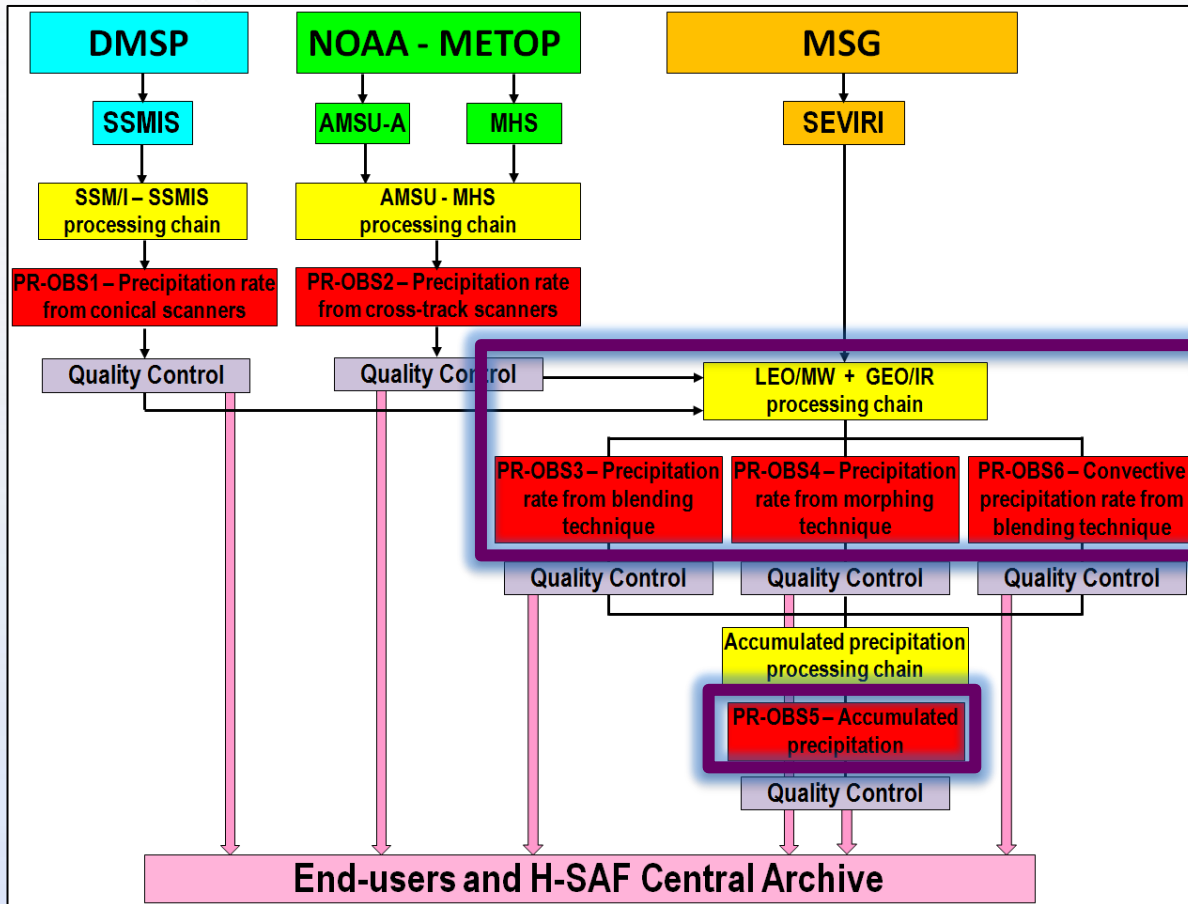 DMSP
NOAA - METOP
MSG
SSMIS
AMSU-A
MHS
SEVIRI
SSM/I – SSMIS
processing chain
AMSU - MHS
processing chain
PR-OBS1 – Precipitation rate
from conical scanners
PR-OBS2 – Precipitation rate
from cross-track scanners
Quality Control
Quality Control
LEO/MW + GEO/IR
processing chain
PR-OBS3 – Precipitation
rate from blending
technique
PR-OBS4 – Precipitation
rate from morphing
technique
PR-OBS6 – Convective
precipitation rate from
blending technique
Quality Control
Quality Control
Quality Control
Accumulated precipitation
processing chain
PR-OBS5 – Accumulated
precipitation
Quality Control
End-users and H-SAF Central Archive